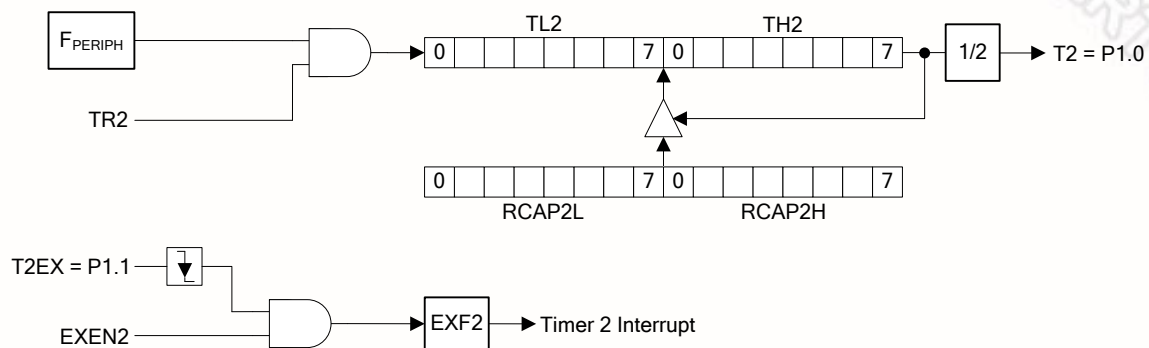 TL2 TH2
F_PERIPH
0 7 0 7
1/2
T2 = P1.0
TR2
0 7 0 7
RCAP2L RCAP2H
T2EX = P1.1
EXF2
Timer 2 Interrupt
EXEN2